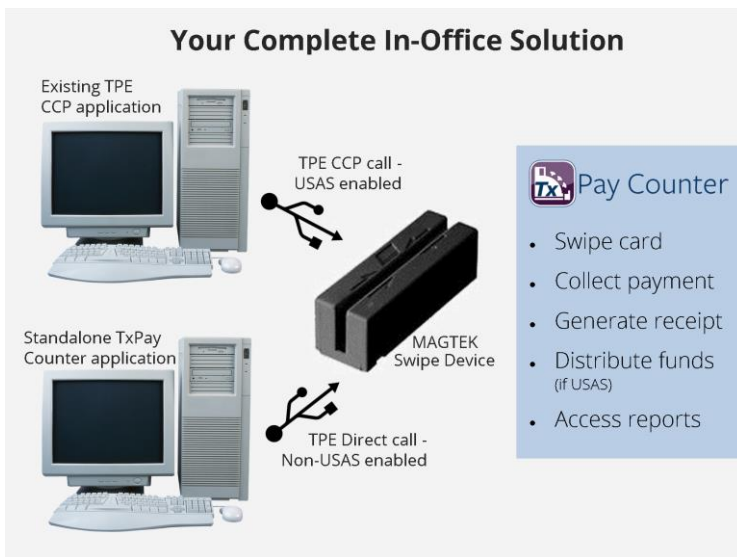 Your Complete In-Office Solution
Existing TPE
CCP application
TPE CCP call -
USAS enabled
MAGTEK
Swipe Device
Standalone TxPay
Counter application
TPE Direct call -
Non-USAS enabled
Tx Pay Counter
• Swipe card
• Collect payment
• Generate receipt
• Distribute funds
(if USAS)
• Access reports